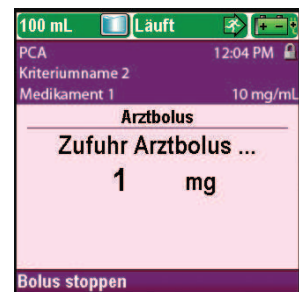 100 mL Läuft
PCA 12:04 PM
Kriteriumname 2
Medikament 1 10 mg/mL
Arztbolus
Zufuhr Arztbolus ...
1 mg
Bolus stoppen